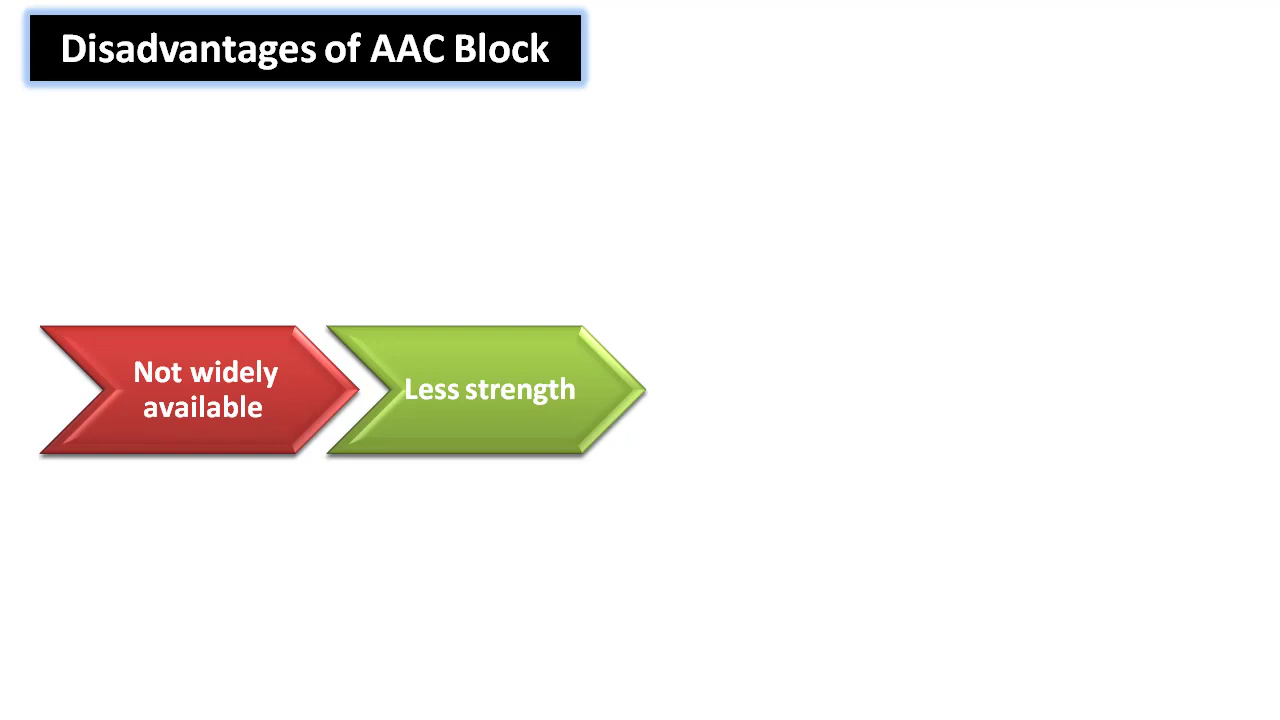 Disadvantages of AAC Block
Not widely
available
Less strength